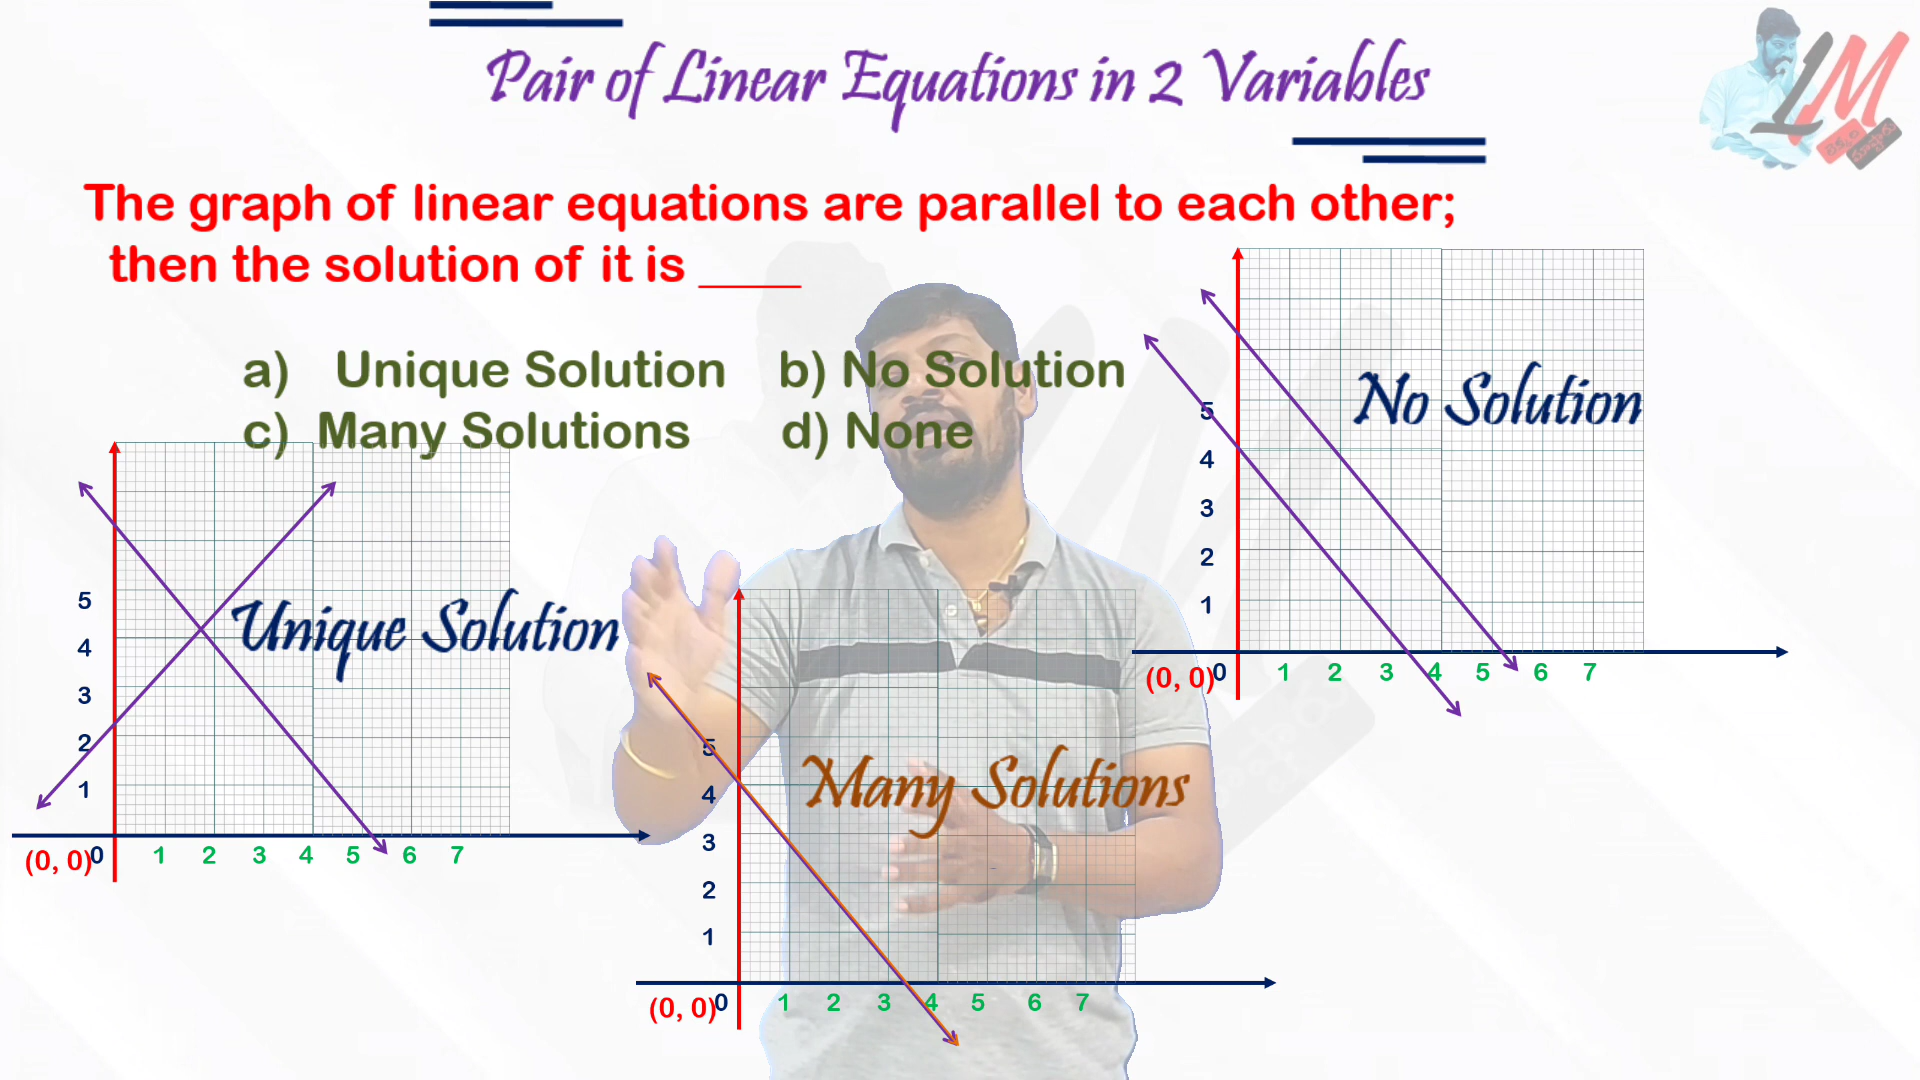 Pair of Linear Equations in 2 Variables
LM
The graph of linear equations are parallel to each other;
then the solution of it is _____
a) Unique Solution b) No Solution
c) Many Solutions d) None
No Solution
5
4
3
2
1
(0, 0) 0 1 2 3 4 5 6 7
Unique Solution
5
4
3
2
1
(0, 0) 0 1 2 3 4 5 6 7
Many Solutions
5
4
3
2
1
(0, 0) 0 1 2 3 4 5 6 7